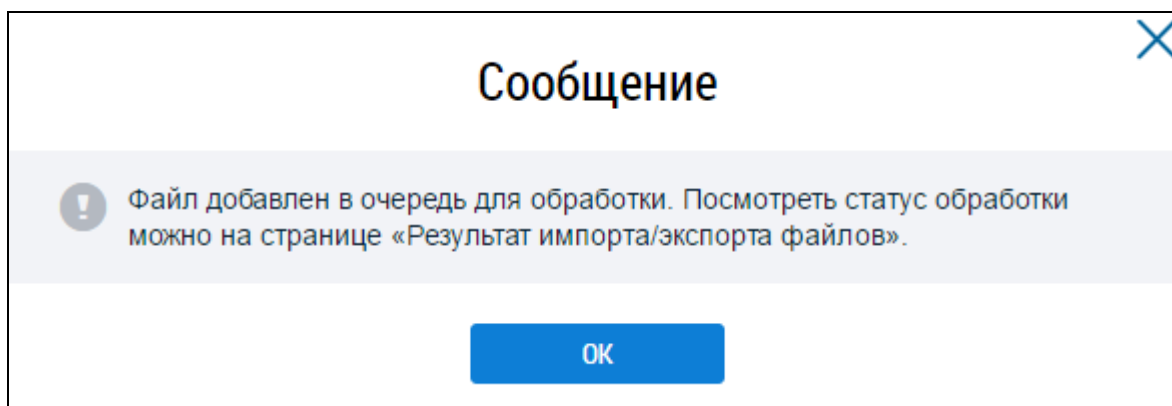 Сообщение
Файл добавлен в очередь для обработки. Посмотреть статус обработки
можно на странице «Результат импорта/экспорта файлов».
ОК